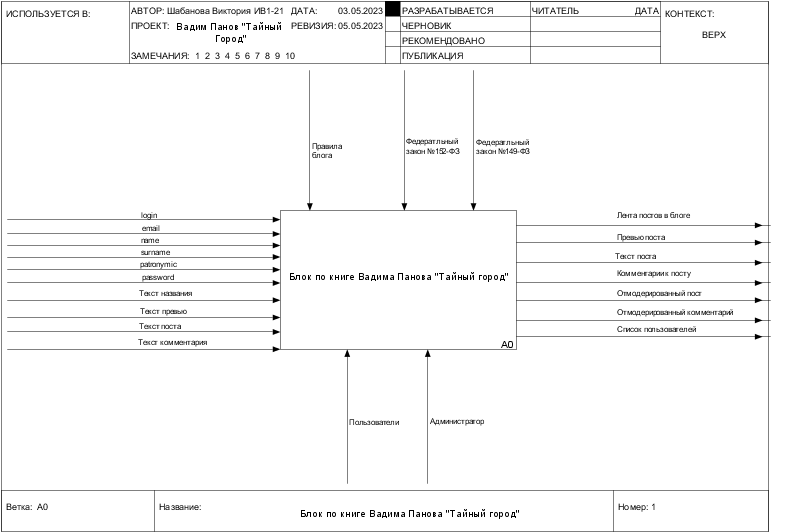 ИСПОЛЬЗУЕТСЯ В:
АВТОР: Шабанова Виктория ИВ1-21 ДАТА: 03.05.2023
ПРОЕКТ: Вадим Панов "Тайный
Город"
РЕВИЗИЯ: 05.05.2023
ЗАМЕЧАНИЯ: 1 2 3 4 5 6 7 8 9 10
РАЗРАБАТЫВАЕТСЯ
ЧЕРНОВИК
РЕКОМЕНДОВАНО
ПУБЛИКАЦИЯ
ЧИТАТЕЛЬ ДАТА
КОНТЕКСТ:
ВЕРХ
Правила
блога
Федератльный
закон №152-ФЗ
Федерагльный
закон №149-ФЗ
login
email
name
surname
patronymic
password
Текст названия
Текст превью
Текст поста
Текст комментария
Блок по книге Вадима Панова "Тайный город"
A0
Лента постов в блоге
Превью поста
Текст поста
Комментариик посту
Отмодерированный пост
Отмодерированный комментарий
Список пользователей
Пользователи
Администратор
Ветка: A0
Название:
Блок по книге Вадима Панова "Тайный город"
Номер: 1